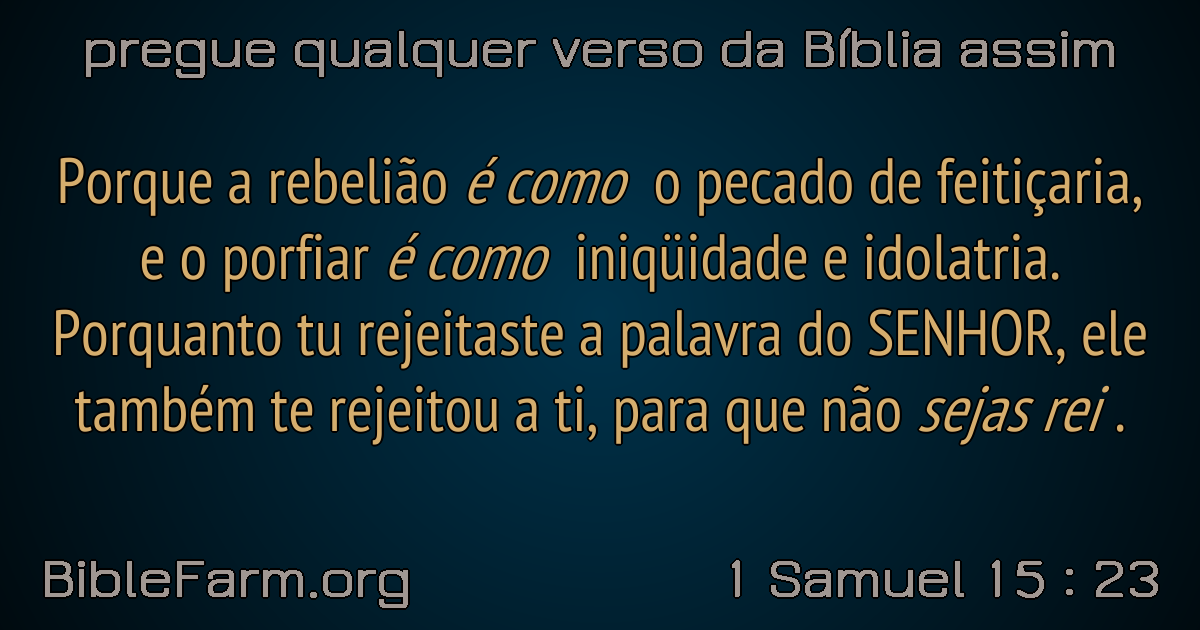 pregue qualquer verso da Bíblia assim
Porque a rebelião é como o pecado de feitiçaria,
e o porfiar é como iniqüidade e idolatria.
Porquanto tu rejeitaste a palavra do SENHOR, ele
também te rejeitou a ti, para que não sejas rei .
BibleFarm.org
1 Samuel 15 : 23